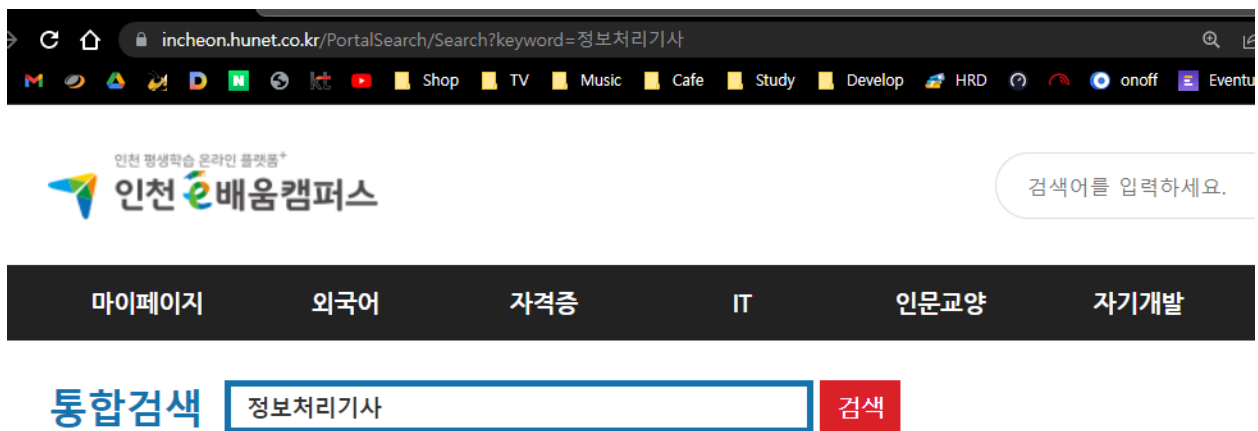 incheon.hunet.co.kr/PortalSearch/Search?keyword=정보처리기사
Shop TV Music Cafe Study Develop HRD onoff Eventu
인천 평생학습 온라인 플랫폼+
인천 e배움캠퍼스
검색어를 입력하세요.
마이페이지 외국어 자격증 IT 인문교양 자기개발
통합검색 정보처리기사 검색